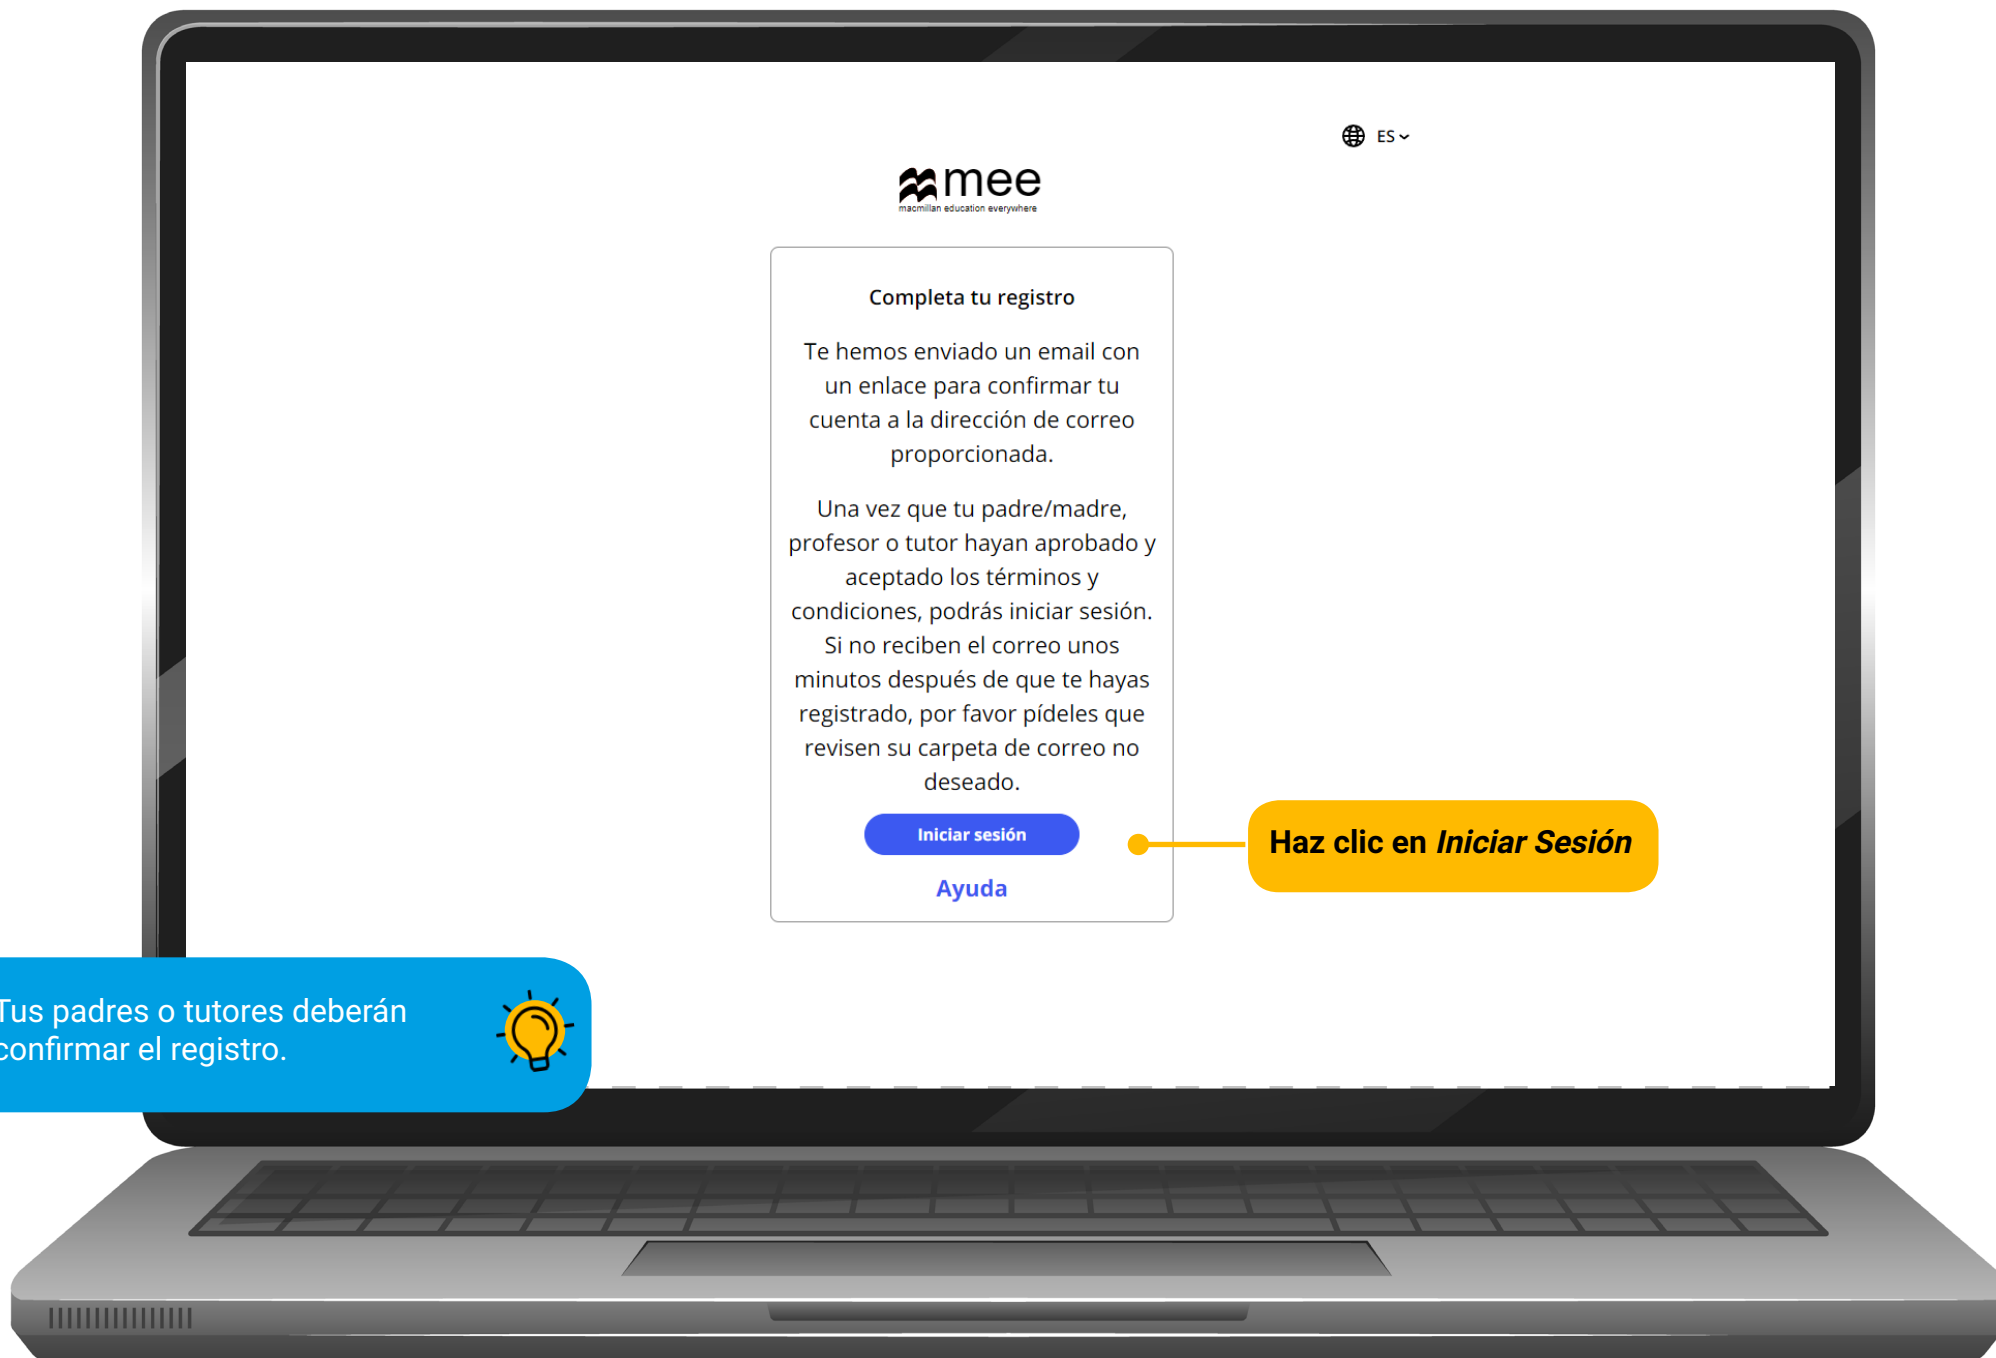 ES
mee
macmillan education everywhere
Completa tu registro
Te hemos enviado un email con
un enlace para confirmar tu
cuenta a la dirección de correo
proporcionada.
Una vez que tu padre/madre,
profesor o tutor hayan aprobado y
aceptado los términos y
condiciones, podrás iniciar sesión.
Si no reciben el correo unos
minutos después de que te hayas
registrado, por favor pídeles que
revisen su carpeta de correo no
deseado.
Iniciar sesión
Haz clic en Iniciar Sesión
Ayuda
Tus padres o tutores deberán
confirmar el registro.